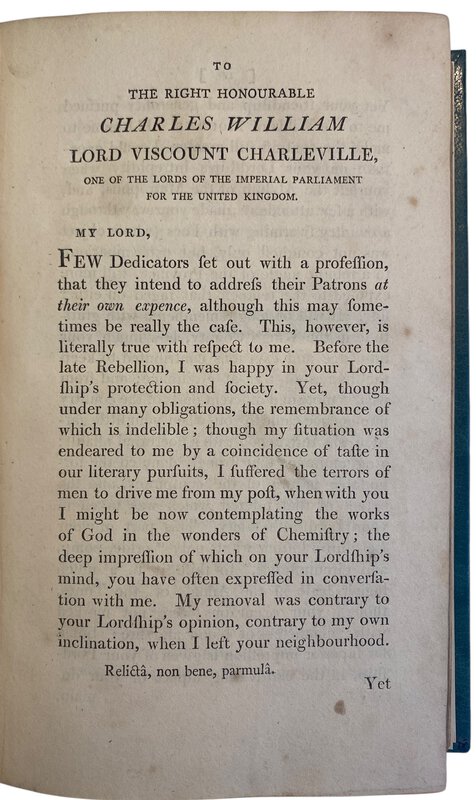 TO
THE RIGHT HONOURABLE
CHARLES WILLIAM
LORD VISCOUNT CHARLEVILLE,
ONE OF THE LORDS OF THE IMPERIAL PARLIAMENT
FOR THE UNITED KINGDOM.
MY LORD,
FEW Dedicators ſet out with a profeſſion,
that they intend to addreſs their Patrons at
their own expence, although this may ſome-
times be really the caſe. This, however, is
literally true with reſpect to me. Before the
late Rebellion, I was happy in your Lord-
ſhip's protection and ſociety. Yet, though
under many obligations, the remembrance of
which is indelible; though my ſituation was
endeared to me by a coincidence of taſte in
our literary purſuits, I ſuffered the terrors of
men to drive me from my poſt, when with you
I might be now contemplating the works
of God in the wonders of Chemiſtry; the
deep impreſſion of which on your Lordſhip's
mind, you have often expreſſed in converſa-
tion with me. My removal was contrary to
your Lordſhip's opinion, contrary to my own
inclination, when I left your neighbourhood.
Relictâ, non bene, parmulâ.
Yet